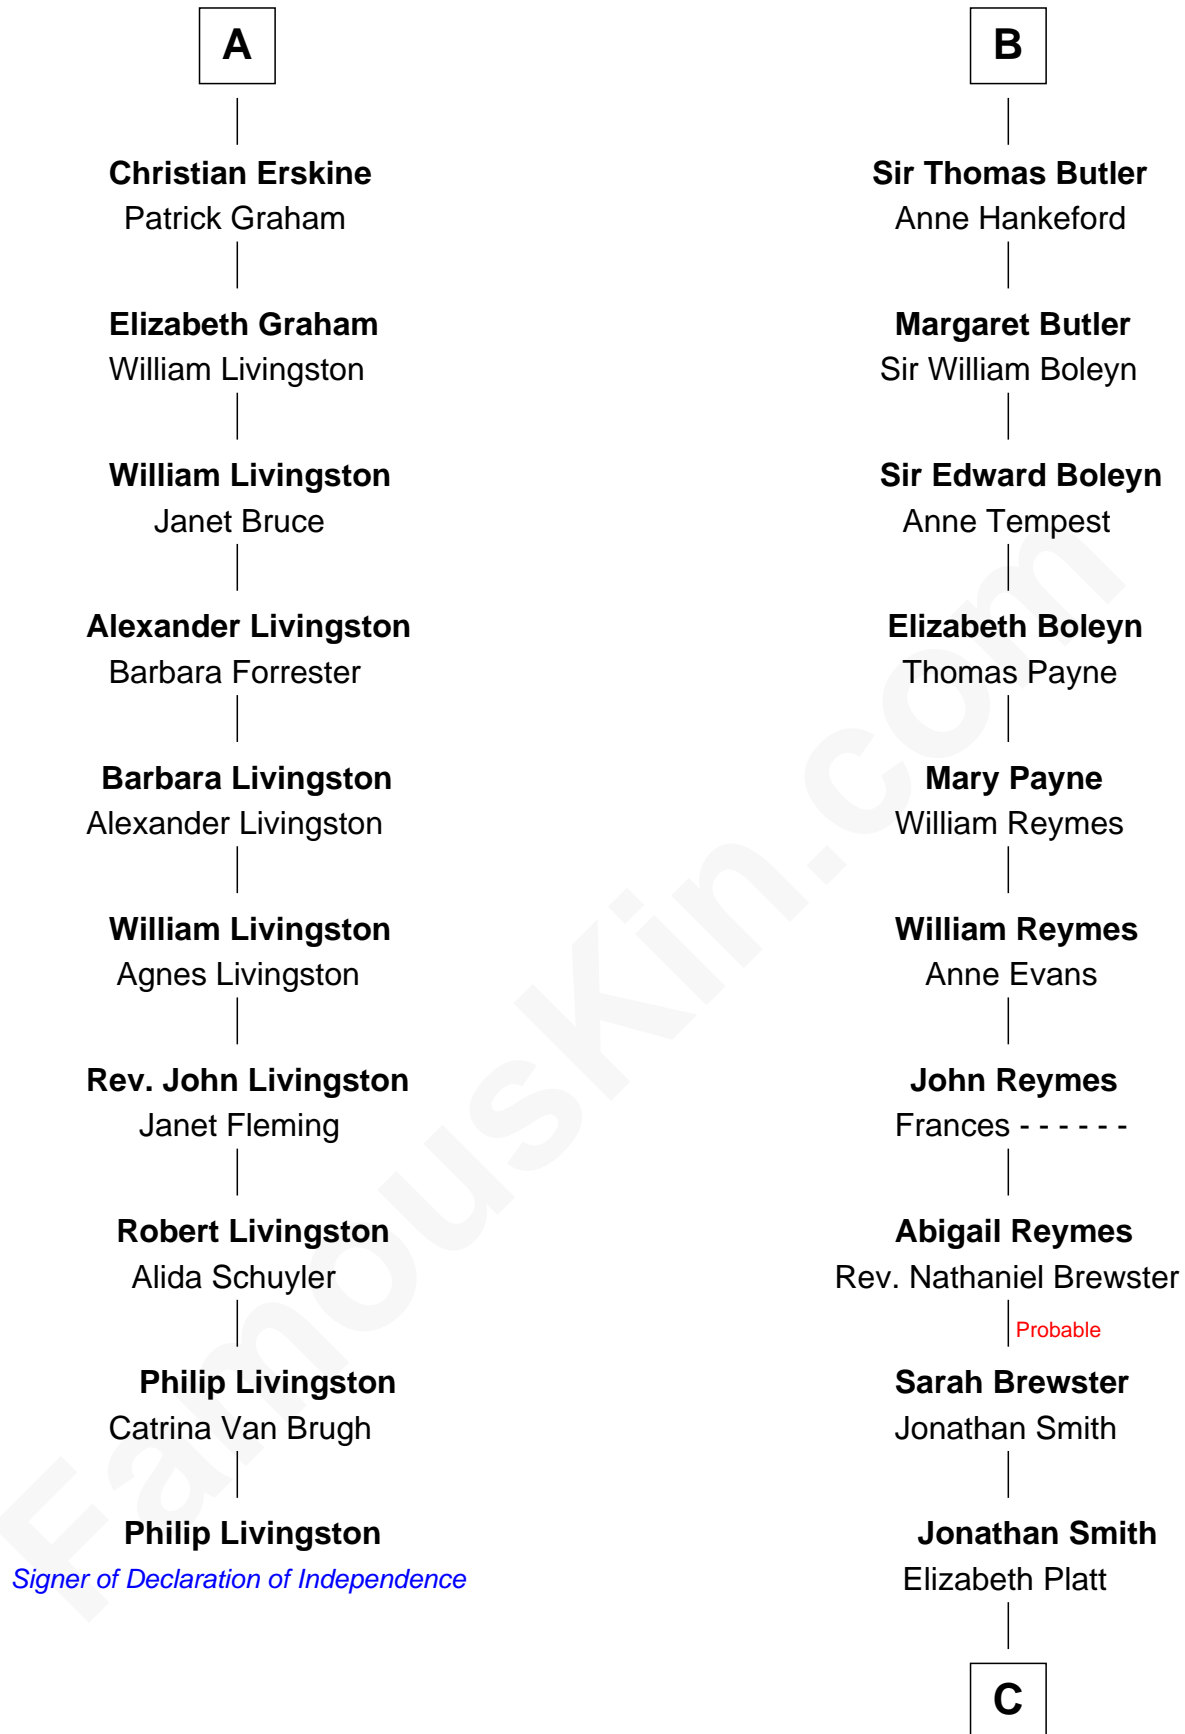 A
Christian Erskine
Patrick Graham
Elizabeth Graham
William Livingston
William Livingston
Janet Bruce
Alexander Livingston
Barbara Forrester
Barbara Livingston
Alexander Livingston
William Livingston
Agnes Livingston
Rev. John Livingston
Janet Fleming
Robert Livingston
Alida Schuyler
Philip Livingston
Catrina Van Brugh
Philip Livingston
Signer of Declaration of Independence
B
Sir Thomas Butler
Anne Hankeford
Margaret Butler
Sir William Boleyn
Sir Edward Boleyn
Anne Tempest
Elizabeth Boleyn
Thomas Payne
Mary Payne
William Reymes
William Reymes
Anne Evans
John Reymes
Frances - - - - - -
Abigail Reymes
Rev. Nathaniel Brewster
Probable
Sarah Brewster
Jonathan Smith
Jonathan Smith
Elizabeth Platt
C
FamousKin.com